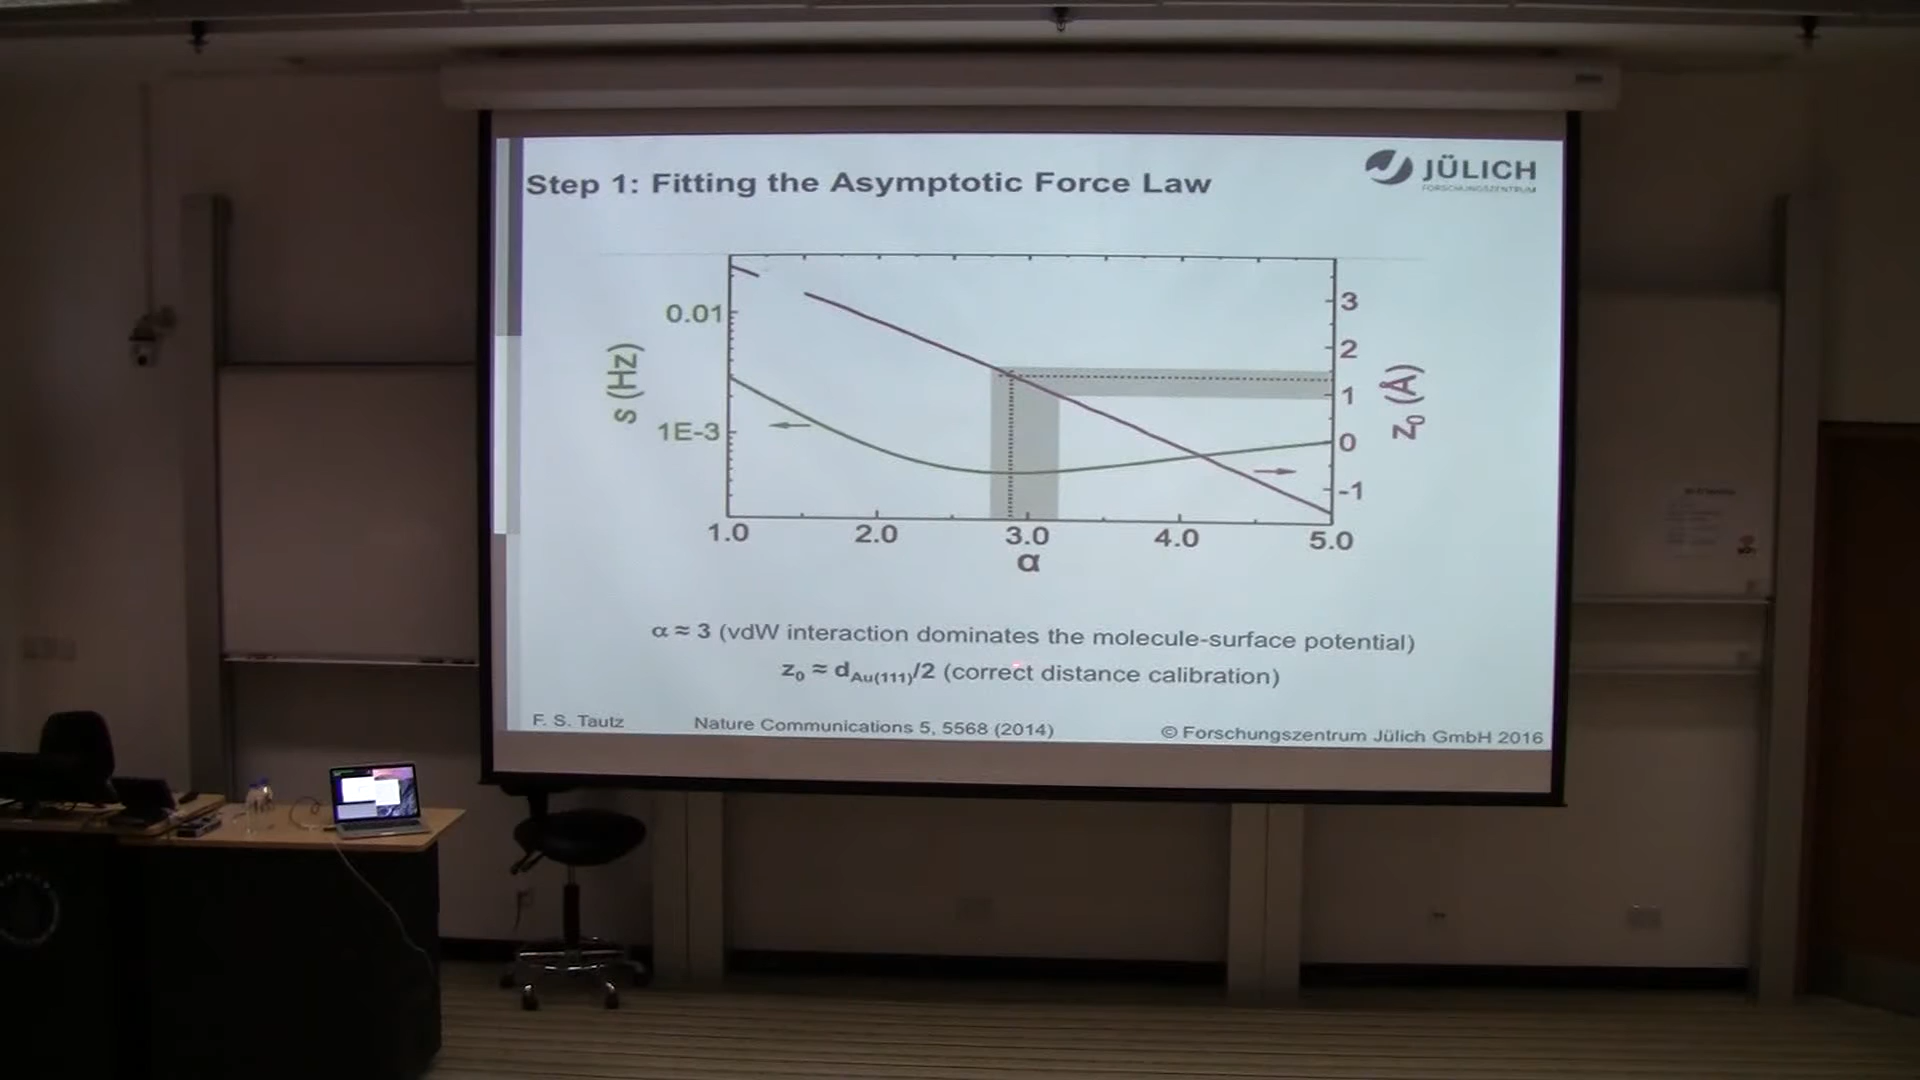 Step 1: Fitting the Asymptotic Force Law
JÜLICH
FORSCHUNGSZENTRUM
0.01
1E-3
s (Hz)
3
2
1
0
-1
z₀ (Å)
1.0 2.0 3.0 4.0 5.0
α
α ≈ 3 (vdW interaction dominates the molecule-surface potential)
z₀ ≈ d_Au(111)/2 (correct distance calibration)
F. S. Tautz Nature Communications 5, 5568 (2014) © Forschungszentrum Jülich GmbH 2016